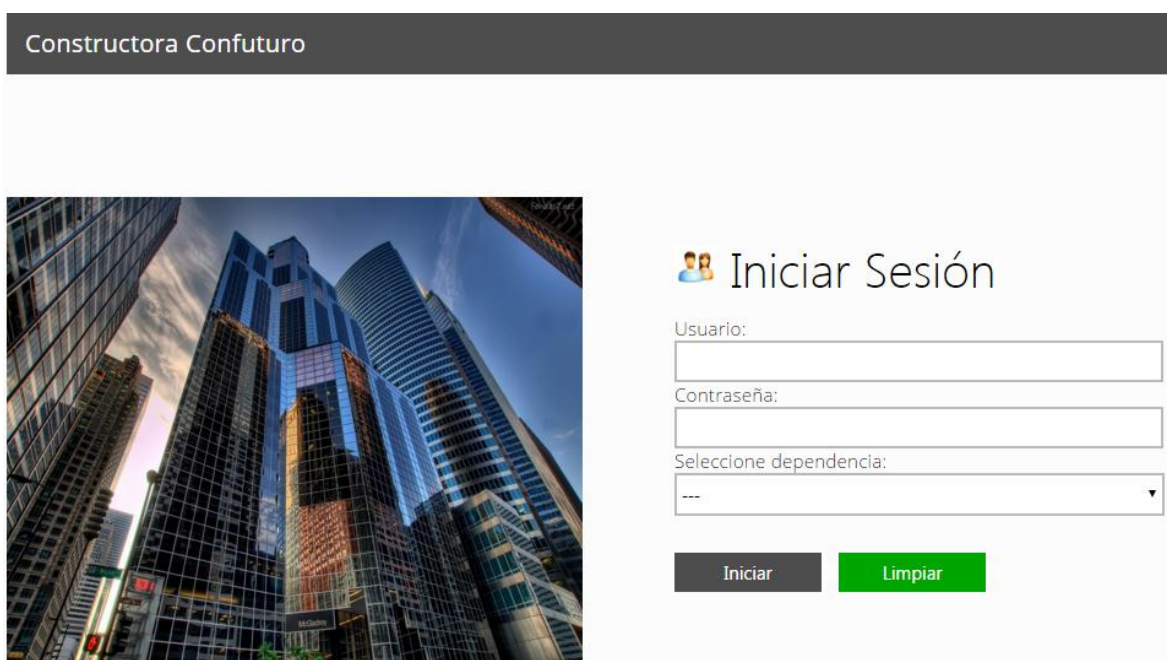 Constructora Confuturo
Iniciar Sesión
Usuario:
Contraseña:
Seleccione dependencia:
---
Iniciar
Limpiar